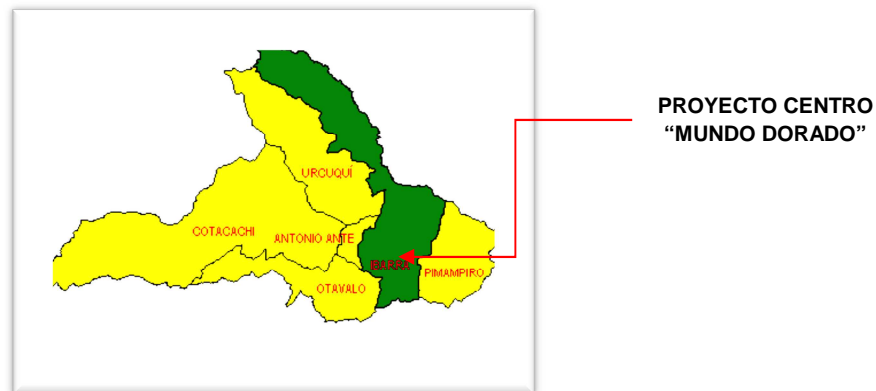 PROYECTO CENTRO
“MUNDO DORADO”
URCUQUÍ
COTACACHI
ANTONIO ANTE
IBARRA
PIMAMPIRO
OTAVALO